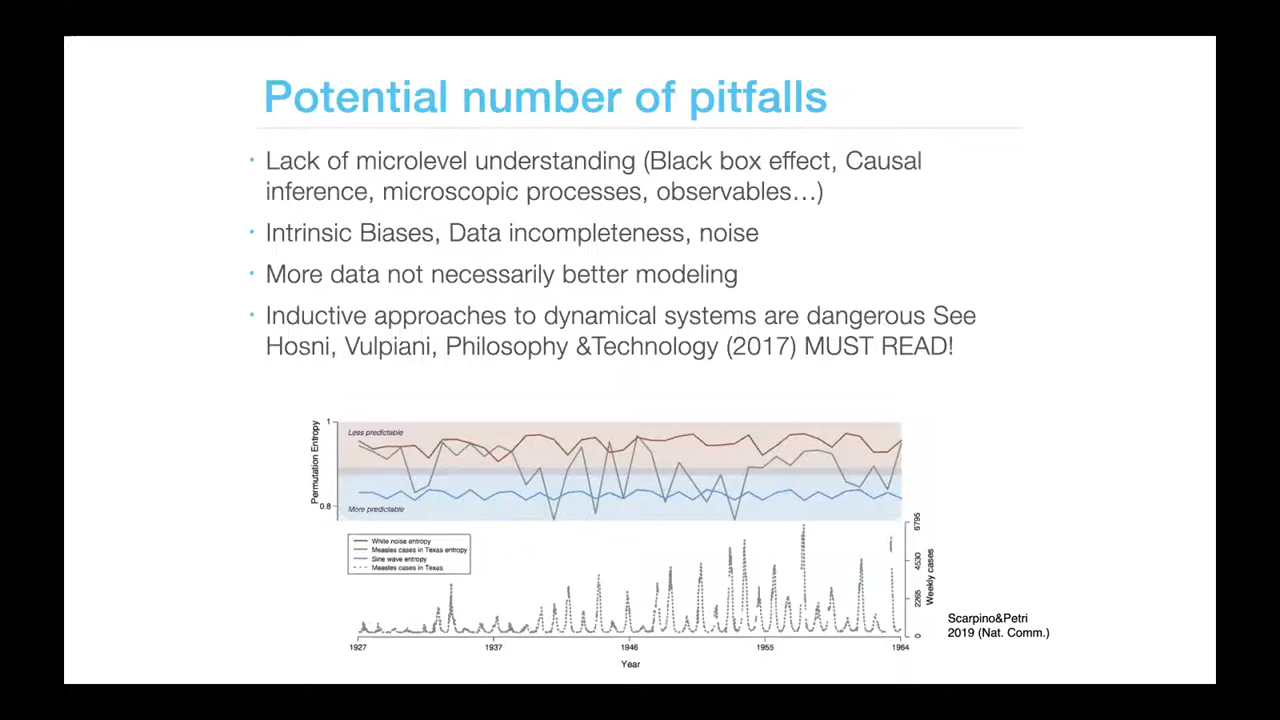 Potential number of pitfalls
• Lack of microlevel understanding (Black box effect, Causal
inference, microscopic processes, observables…)
• Intrinsic Biases, Data incompleteness, noise
• More data not necessarily better modeling
• Inductive approaches to dynamical systems are dangerous See
Hosni, Vulpiani, Philosophy &Technology (2017) MUST READ!
Permutation Entropy
1
0.8
Less predictable
More predictable
White noise entropy
Measles cases in Texas entropy
Sine wave entropy
Measles cases in Texas
6795
4530
2265
0
Weekly cases
1927 1937 1946 1955 1964
Year
Scarpino&Petri
2019 (Nat. Comm.)